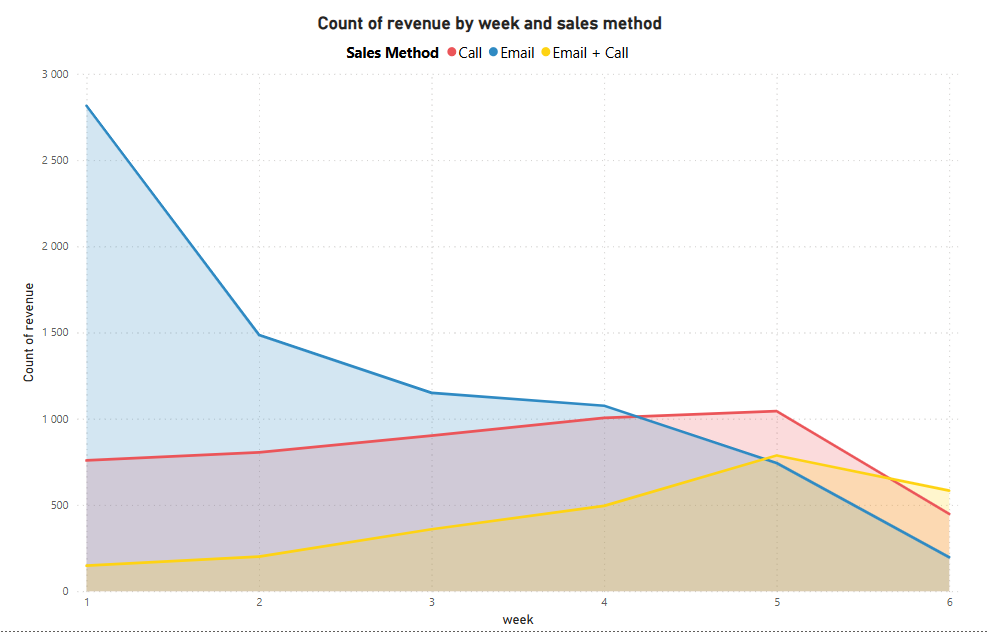 Count of revenue by week and sales method
Sales Method Call Email Email + Call
3 000
2 500
2 000
1 500
1 000
500
0
Count of revenue
1 2 3 4 5 6
week